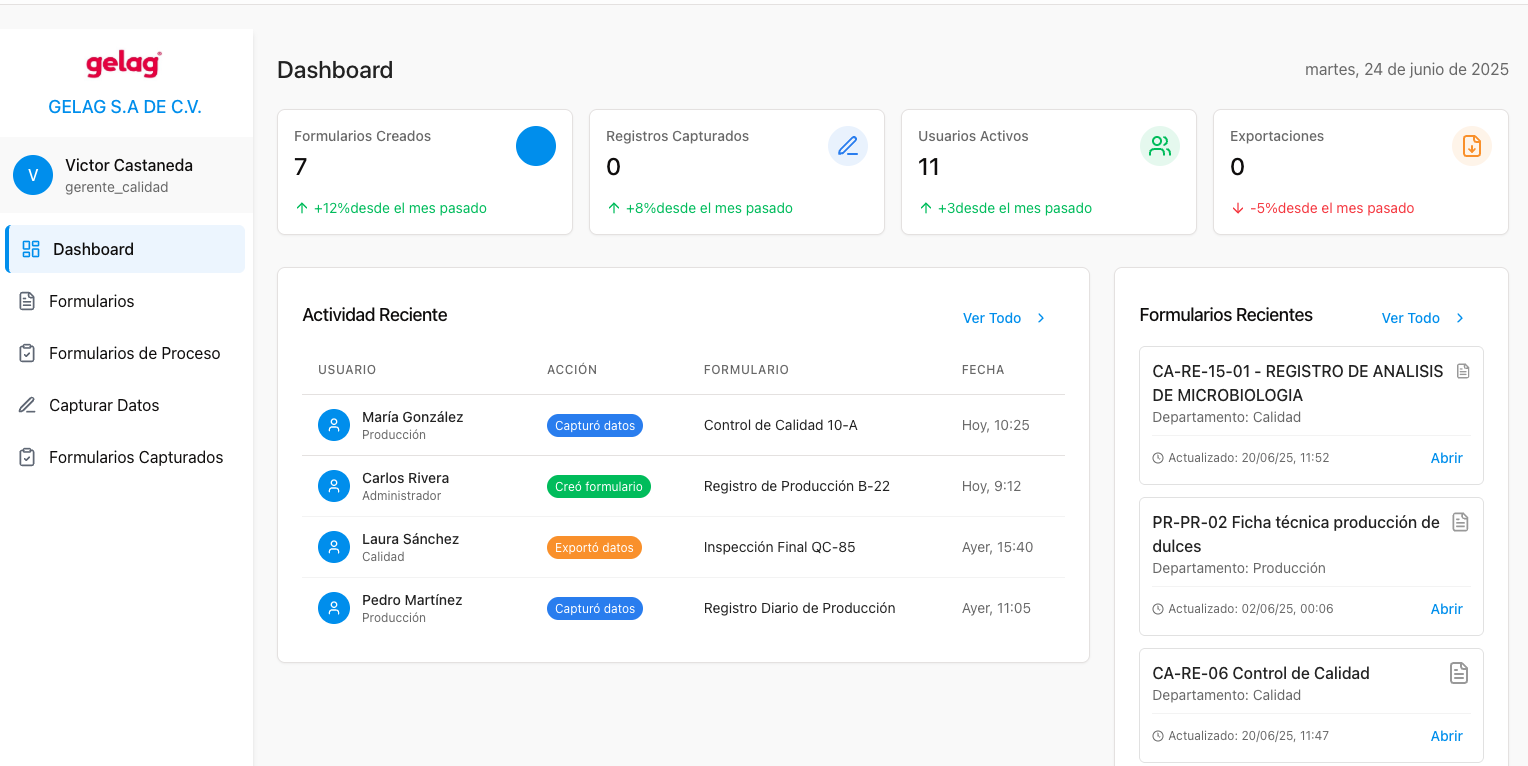 gelag
GELAG S.A DE C.V.
V
Victor Castaneda
gerente_calidad
Dashboard
Formularios
Formularios de Proceso
Capturar Datos
Formularios Capturados
Dashboard
martes, 24 de junio de 2025
Formularios Creados
7
+12%desde el mes pasado
Registros Capturados
0
+8%desde el mes pasado
Usuarios Activos
11
+3desde el mes pasado
Exportaciones
0
-5%desde el mes pasado
Actividad Reciente
Ver Todo
USUARIO ACCIÓN FORMULARIO FECHA
María González
Producción
Capturó datos
Control de Calidad 10-A
Hoy, 10:25
Carlos Rivera
Administrador
Creó formulario
Registro de Producción B-22
Hoy, 9:12
Laura Sánchez
Calidad
Exportó datos
Inspección Final QC-85
Ayer, 15:40
Pedro Martínez
Producción
Capturó datos
Registro Diario de Producción
Ayer, 11:05
Formularios Recientes
Ver Todo
CA-RE-15-01 - REGISTRO DE ANALISIS
DE MICROBIOLOGIA
Departamento: Calidad
Actualizado: 20/06/25, 11:52
Abrir
PR-PR-02 Ficha técnica producción de
dulces
Departamento: Producción
Actualizado: 02/06/25, 00:06
Abrir
CA-RE-06 Control de Calidad
Departamento: Calidad
Actualizado: 20/06/25, 11:47
Abrir